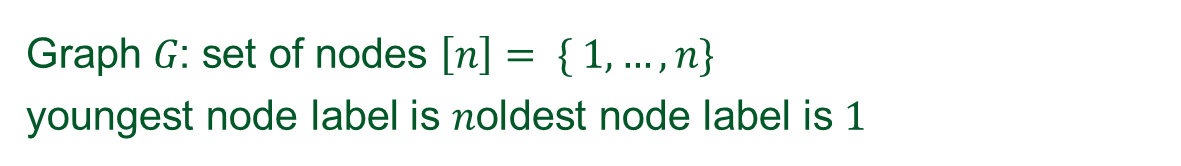 Graph G: set of nodes [n] = { 1, ... , n}
youngest node label is noldest node label is 1